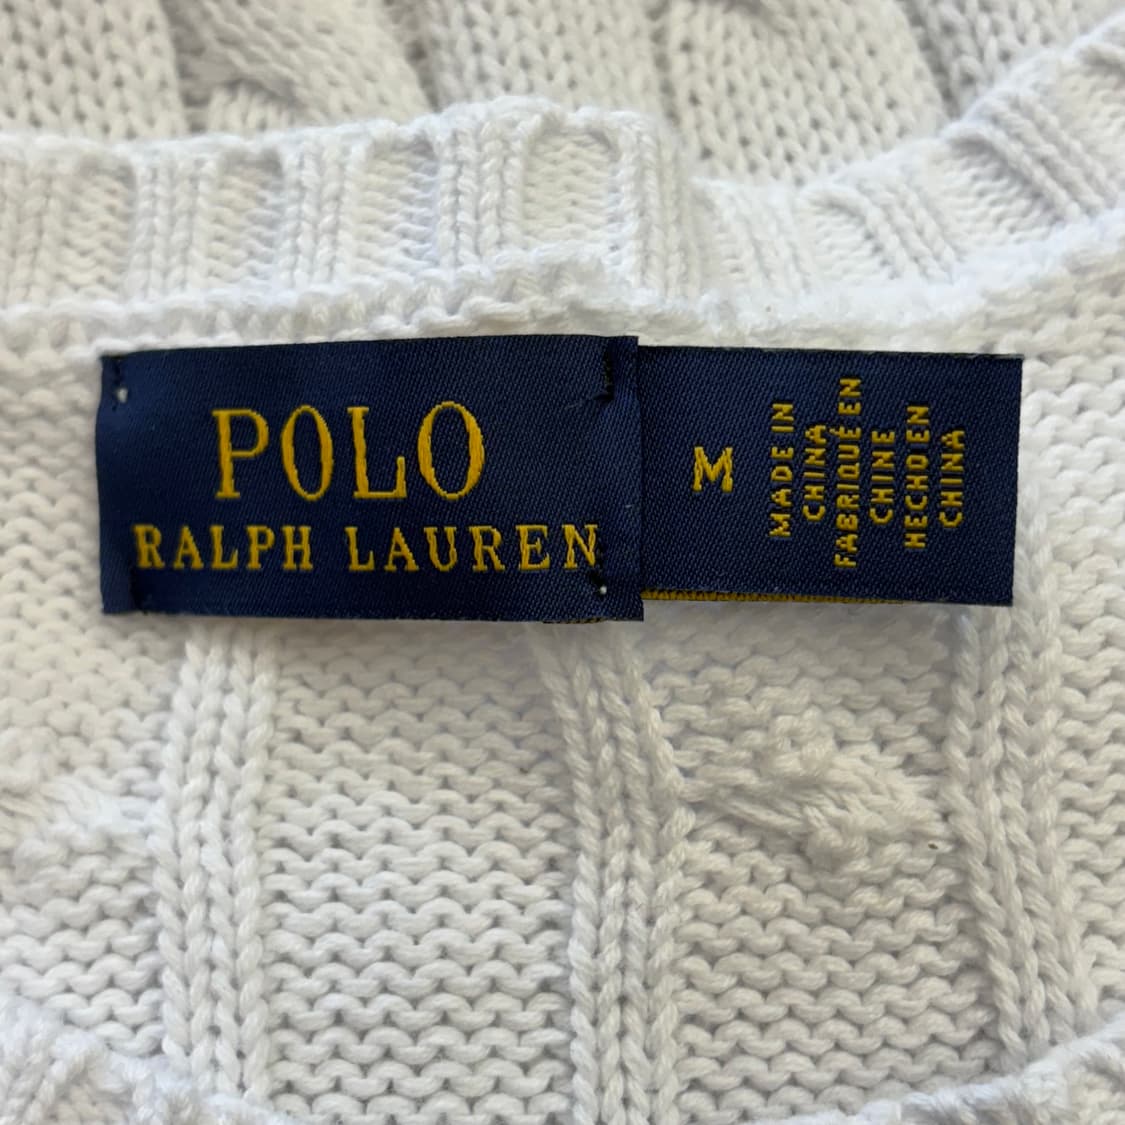 POLO
RALPH LAUREN
M
MADE IN
CHINA
FABRIQUÉ EN
CHINE
HECHO EN
CHINA